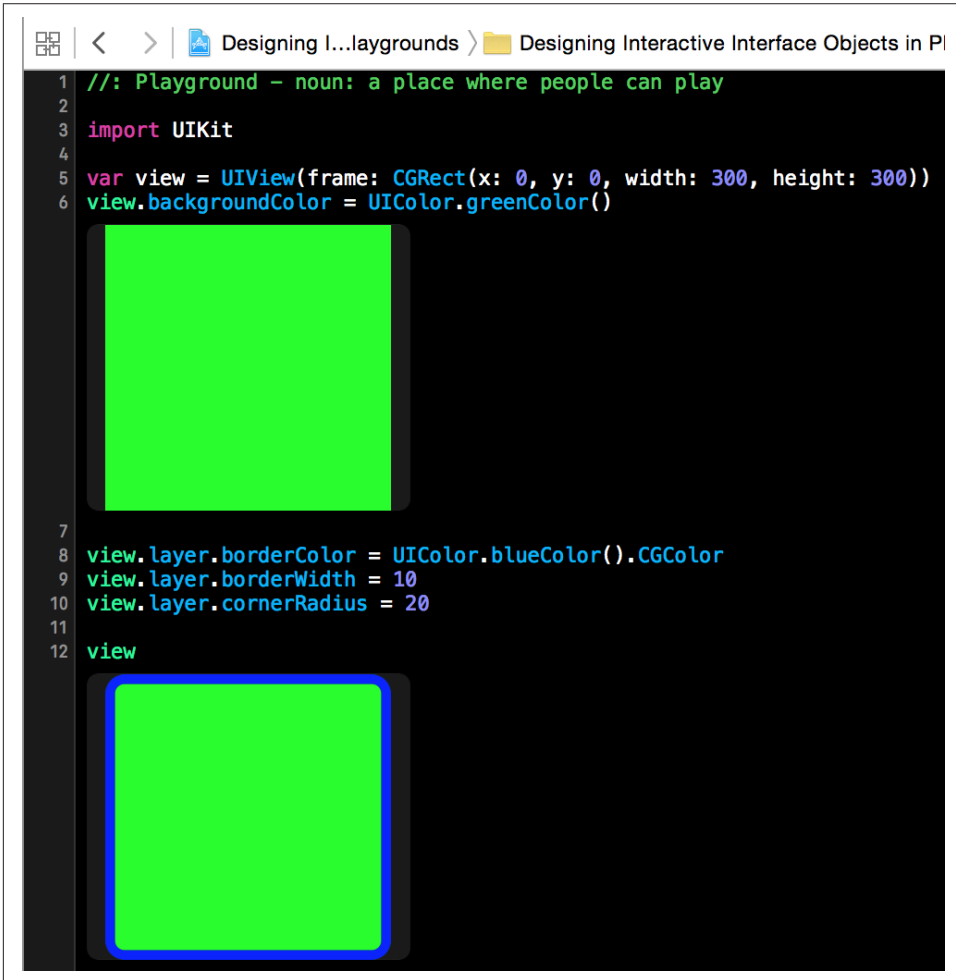 Designing I...laygrounds 〉 Designing Interactive Interface Objects in Pl
1 //: Playground – noun: a place where people can play
2
3 import UIKit
4
5 var view = UIView(frame: CGRect(x: 0, y: 0, width: 300, height: 300))
6 view.backgroundColor = UIColor.greenColor()
7
8 view.layer.borderColor = UIColor.blueColor().CGColor
9 view.layer.borderWidth = 10
10 view.layer.cornerRadius = 20
11
12 view